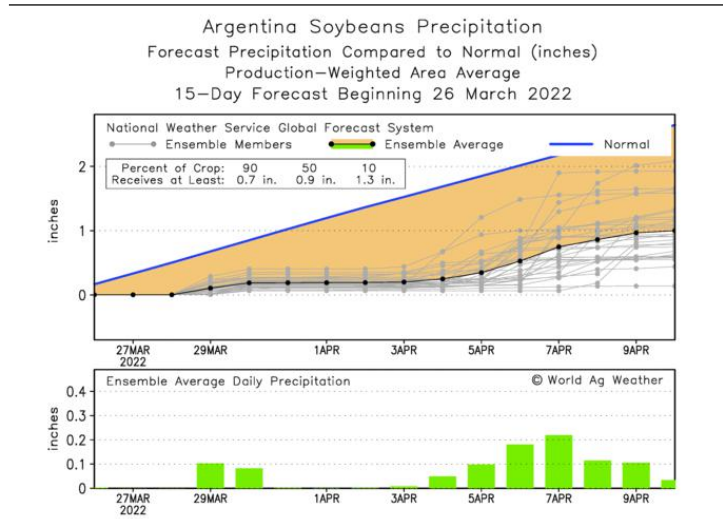 Argentina Soybeans Precipitation
Forecast Precipitation Compared to Normal (inches)
Production-Weighted Area Average
15-Day Forecast Beginning 26 March 2022
National Weather Service Global Forecast System
Ensemble Members Ensemble Average Normal
Percent of Crop: 90 50 10
Receives at Least: 0.7 in. 0.9 in. 1.3 in.
2
1
0
inches
27MAR 29MAR 1APR 3APR 5APR 7APR 9APR
2022
Ensemble Average Daily Precipitation © World Ag Weather
0.4
0.3
0.2
0.1
0
inches
27MAR 29MAR 1APR 3APR 5APR 7APR 9APR
2022